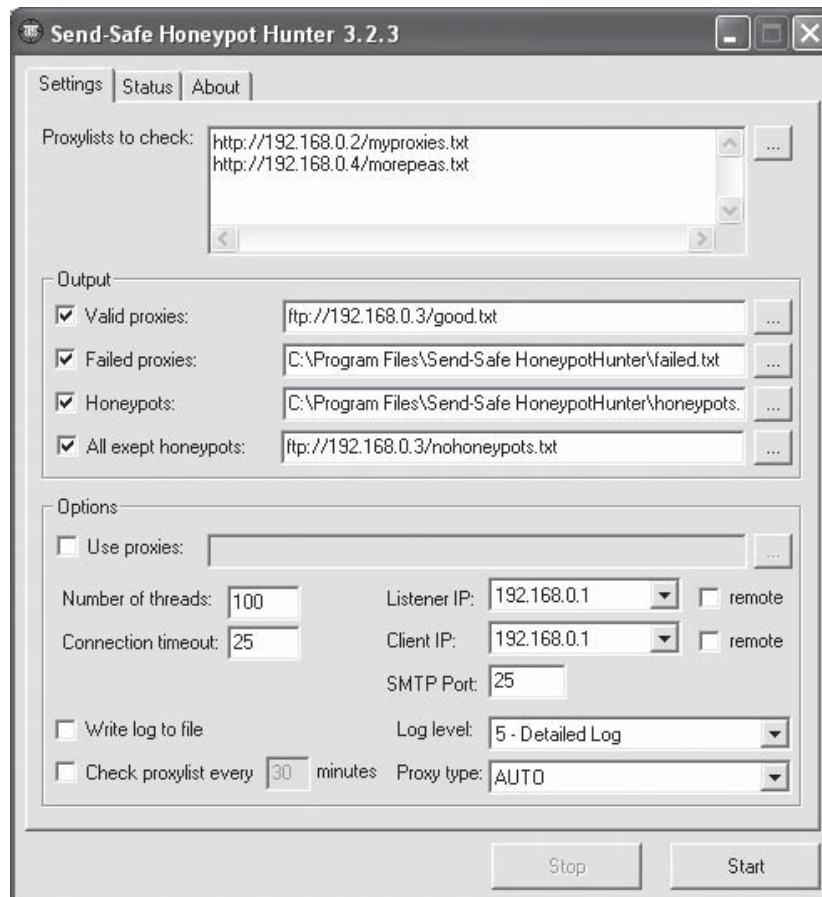 Send-Safe Honeypot Hunter 3.2.3
Settings Status About
Proxylists to check: http://192.168.0.2/myproxies.txt ...
http://192.168.0.4/morepeas.txt
Output
Valid proxies: ftp://192.168.0.3/good.txt ...
Failed proxies: C:\Program Files\Send-Safe HoneypotHunter\failed.txt ...
Honeypots: C:\Program Files\Send-Safe HoneypotHunter\honeypots. ...
All exept honeypots: ftp://192.168.0.3/nohoneypots.txt ...
Options
Use proxies: ...
Number of threads: 100 Listener IP: 192.168.0.1 remote
Connection timeout: 25 Client IP: 192.168.0.1 remote
SMTP Port: 25
Write log to file Log level: 5 - Detailed Log
Check proxylist every 30 minutes Proxy type: AUTO
Stop Start